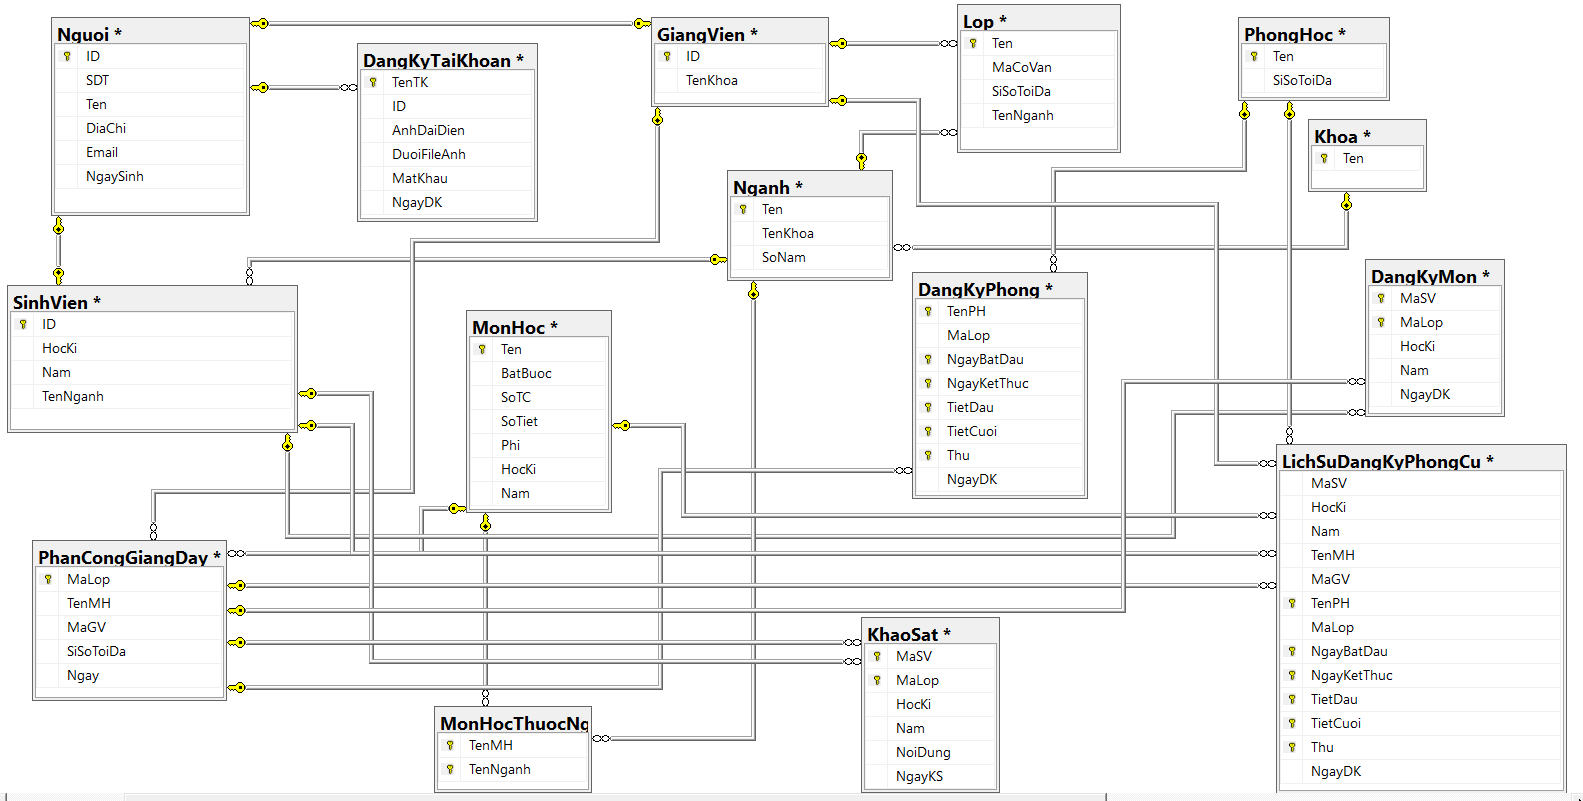 Nguoi *
ID
SDT
Ten
DiaChi
Email
NgaySinh
DangKyTaiKhoan *
TenTK
ID
AnhDaiDien
DuoiFileAnh
MatKhau
NgayDK
GiangVien *
ID
TenKhoa
Lop *
Ten
MaCoVan
SiSoToiDa
TenNganh
PhongHoc *
Ten
SiSoToiDa
Khoa *
Ten
Nganh *
Ten
TenKhoa
SoNam
SinhVien *
ID
HocKi
Nam
TenNganh
MonHoc *
Ten
BatBuoc
SoTC
SoTiet
Phi
HocKi
Nam
DangKyPhong *
TenPH
MaLop
NgayBatDau
NgayKetThuc
TietDau
TietCuoi
Thu
NgayDK
DangKyMon *
MaSV
MaLop
HocKi
Nam
NgayDK
LichSuDangKyPhongCu *
MaSV
HocKi
Nam
TenMH
MaGV
TenPH
MaLop
NgayBatDau
NgayKetThuc
TietDau
TietCuoi
Thu
NgayDK
PhanCongGiangDay *
MaLop
TenMH
MaGV
SiSoToiDa
Ngay
KhaoSat *
MaSV
MaLop
HocKi
Nam
NoiDung
NgayKS
MonHocThuocNg
TenMH
TenNganh